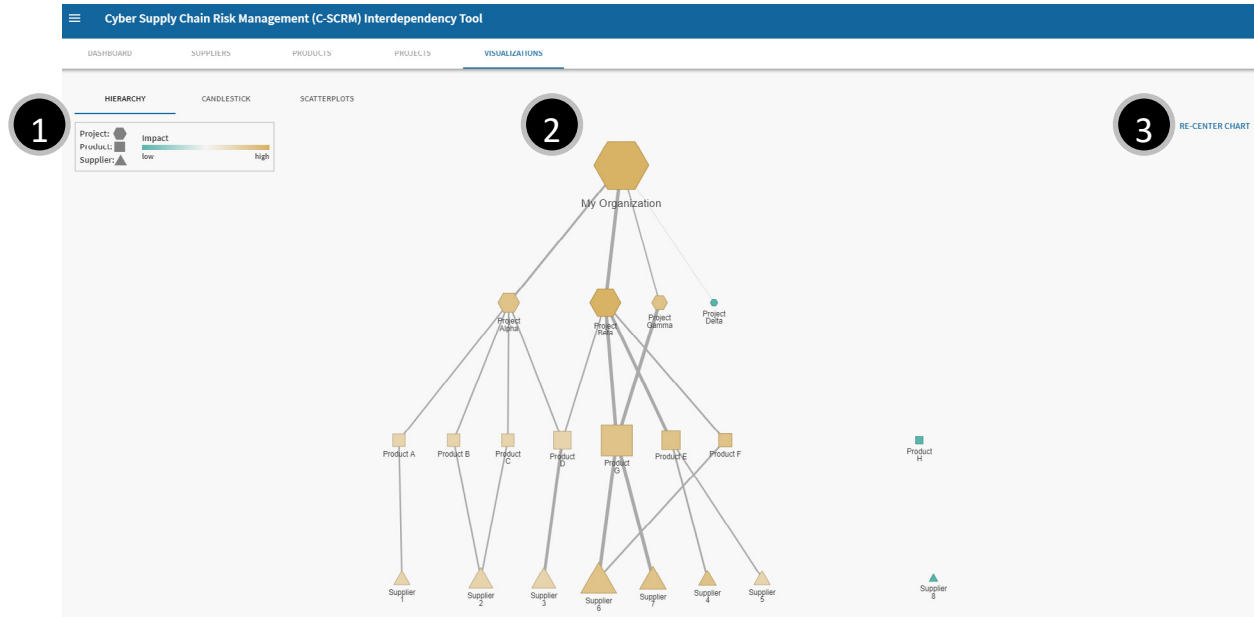 Cyber Supply Chain Risk Management (C-SCRM) Interdependency Tool
DASHBOARD SUPPLIERS PRODUCTS PROJECTS VISUALIZATIONS
HIERARCHY CANDLESTICK SCATTERPLOTS
1
2
3
RE-CENTER CHART
Project:
Product:
Supplier:
Impact
low high
My Organization
Project
Alpha
Project
Beta
Project
Gamma
Project
Delta
Product A
Product B
Product
C
Product
D
Product
G
Product E
Product F
Product
H
Supplier
1
Supplier
2
Supplier
3
Supplier
6
Supplier
7
Supplier
4
Supplier
5
Supplier
8